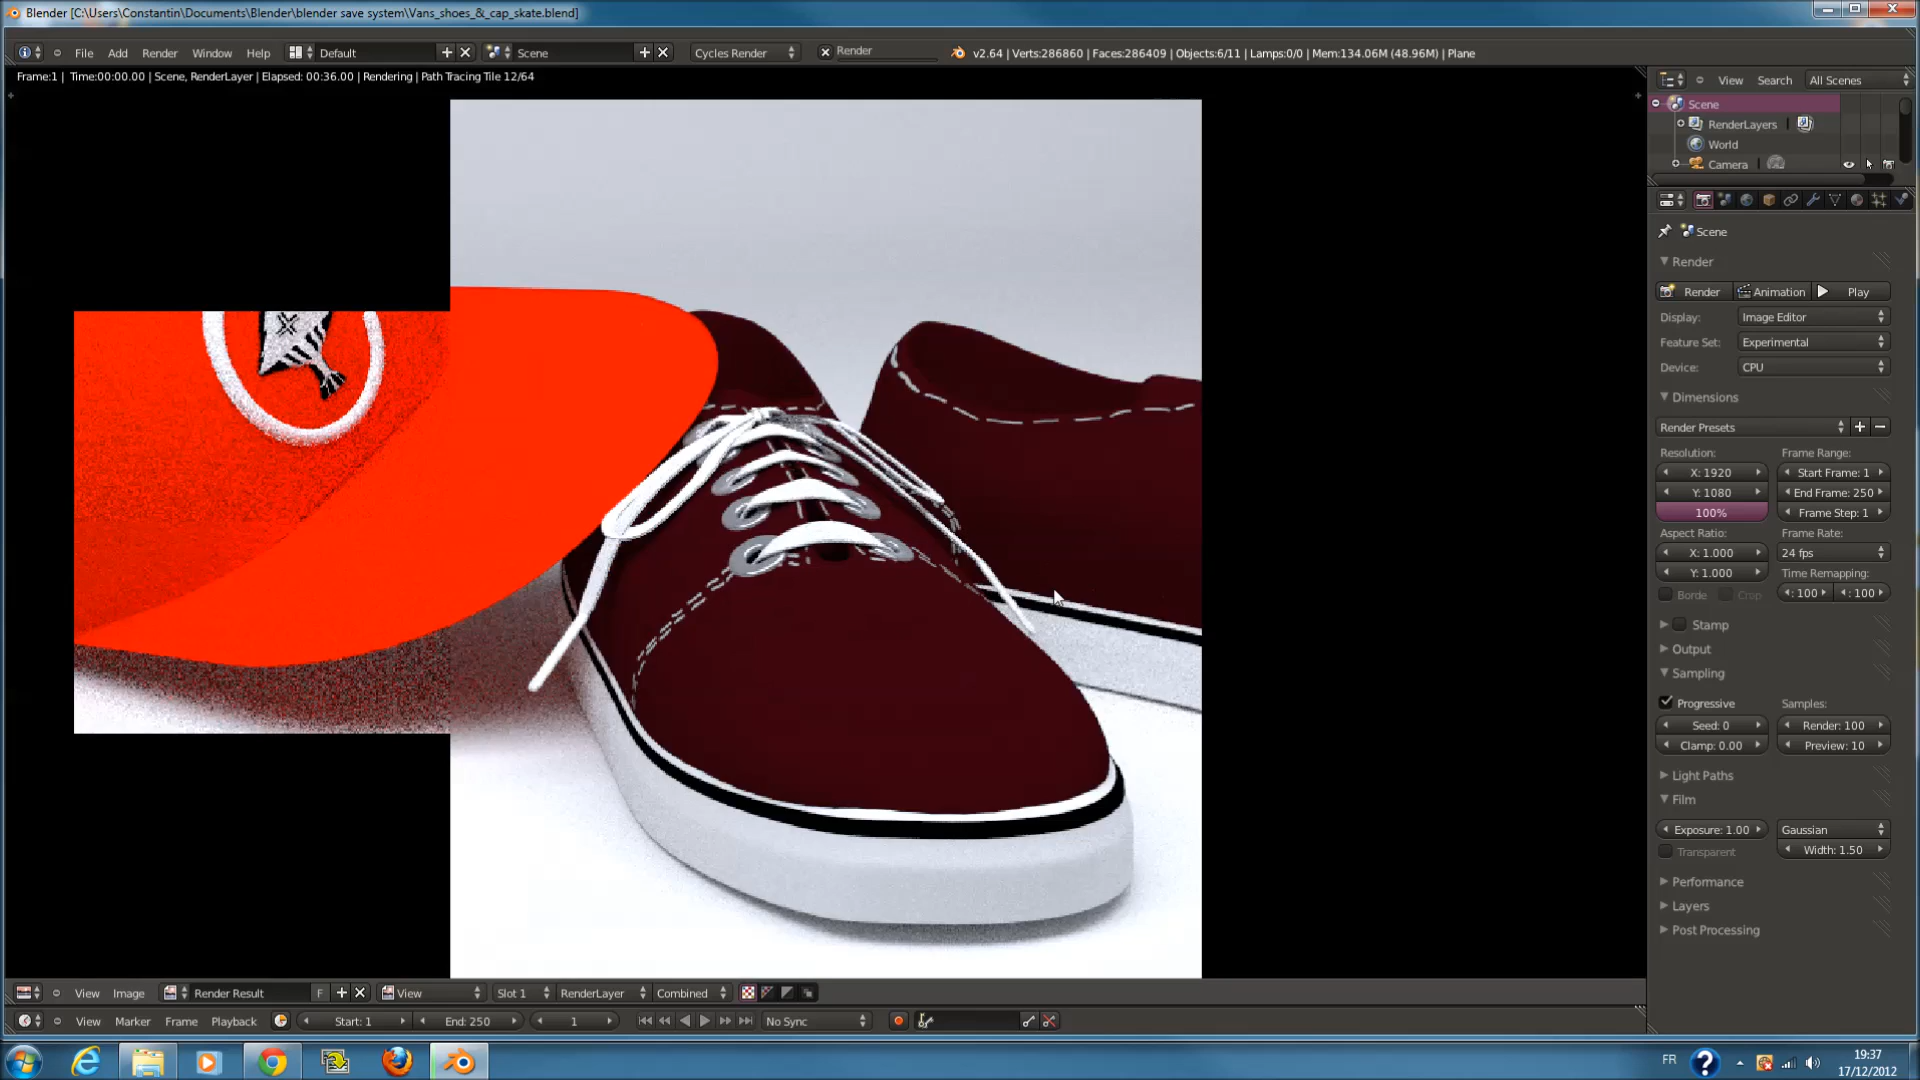 Blender [C:\Users\Constantin\Documents\Blender\blender save system\Vans_shoes_&_cap_skate.blend]
File Add Render Window Help Default Scene Cycles Render Render v2.64 | Verts:286860 | Faces:286409 | Objects:6/11 | Lamps:0/0 | Mem:134.06M (48.96M) | Plane
Frame:1 | Time:00:00.00 | Scene, RenderLayer | Elapsed: 00:36.00 | Rendering | Path Tracing Tile 12/64
View Search All Scenes
Scene
RenderLayers |
World
Camera |
Scene
Render
Render Animation Play
Display: Image Editor
Feature Set: Experimental
Device: CPU
Dimensions
Render Presets
Resolution: Frame Range:
X: 1920 Start Frame: 1
Y: 1080 End Frame: 250
100% Frame Step: 1
Aspect Ratio: Frame Rate:
X: 1.000 24 fps
Y: 1.000 Time Remapping:
Borde Crop : 100 : 100
Stamp
Output
Sampling
Progressive Samples:
Seed: 0 Render: 100
Clamp: 0.00 Preview: 10
Light Paths
Film
Exposure: 1.00 Gaussian
Transparent Width: 1.50
Performance
Layers
Post Processing
View Image Render Result F View Slot 1 RenderLayer Combined
View Marker Frame Playback Start: 1 End: 250 1 No Sync
FR 19:37
17/12/2012